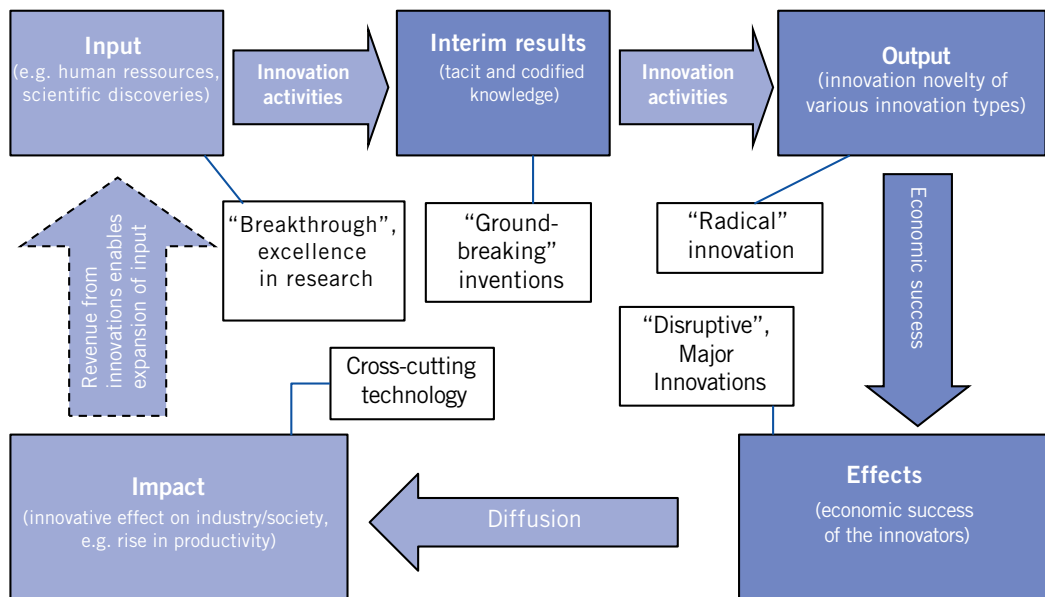 Input
(e.g. human ressources,
scientific discoveries)
Innovation
activities
Interim results
(tacit and codified
knowledge)
Innovation
activities
Output
(innovation novelty of
various innovation types)
“Breakthrough”,
excellence
in research
“Ground-
breaking”
inventions
“Radical”
innovation
Economic success
“Disruptive”,
Major
Innovations
Effects
(economic success
of the innovators)
Diffusion
Cross-cutting
technology
Impact
(innovative effect on industry/society,
e.g. rise in productivity)
Revenue from
innovations enables
expansion of input